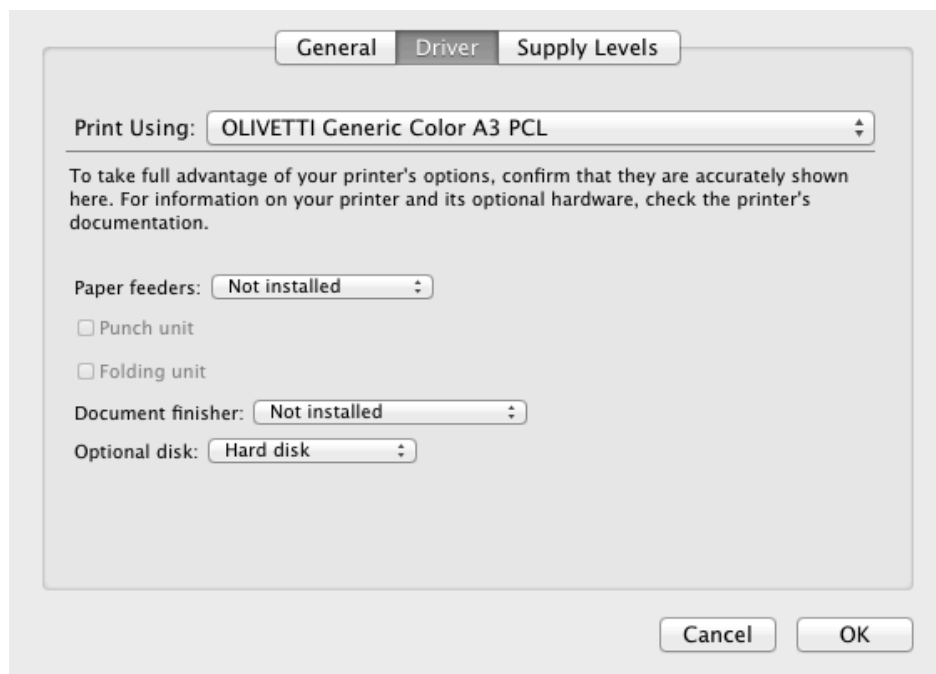 General Driver Supply Levels
Print Using: OLIVETTI Generic Color A3 PCL
To take full advantage of your printer's options, confirm that they are accurately shown
here. For information on your printer and its optional hardware, check the printer's
documentation.
Paper feeders: Not installed
Punch unit
Folding unit
Document finisher: Not installed
Optional disk: Hard disk
Cancel OK